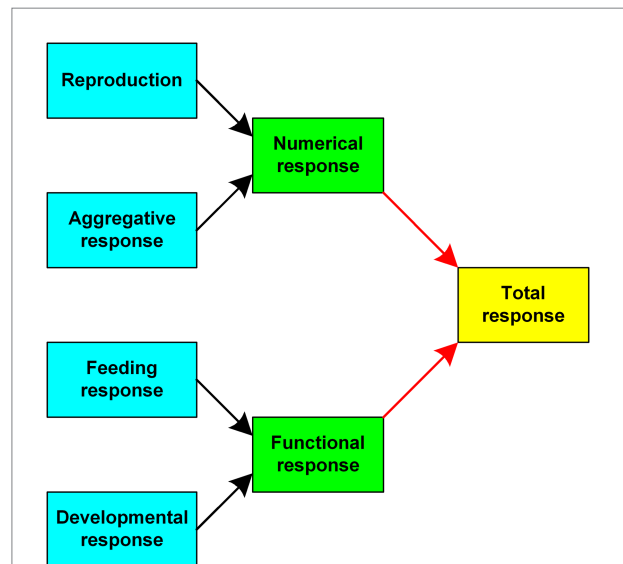 Reproduction
Numerical
response
Aggregative
response
Total
response
Feeding
response
Functional
response
Developmental
response